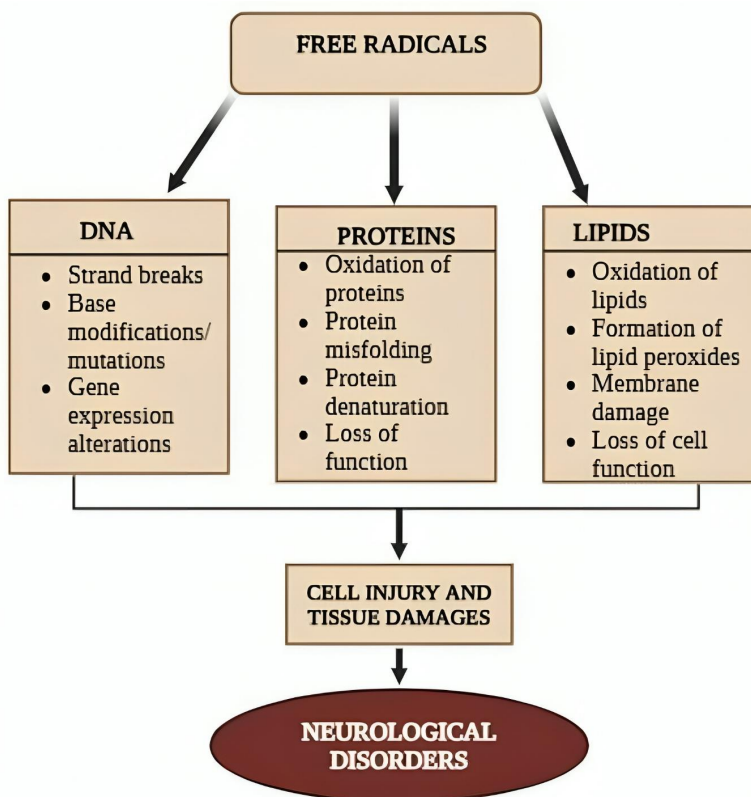 FREE RADICALS
DNA
• Strand breaks
• Base
modifications/
mutations
• Gene
expression
alterations
PROTEINS
• Oxidation of
proteins
• Protein
misfolding
• Protein
denaturation
• Loss of
function
LIPIDS
• Oxidation of
lipids
• Formation of
lipid peroxides
• Membrane
damage
• Loss of cell
function
CELL INJURY AND
TISSUE DAMAGES
NEUROLOGICAL
DISORDERS